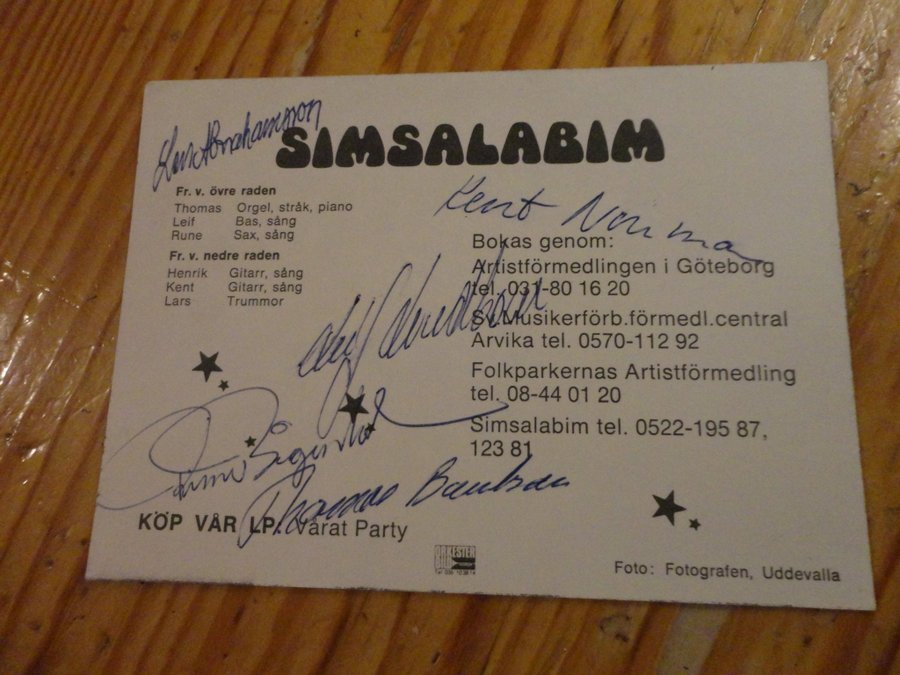 SIMSALABIM
Fr. v. övre raden
Thomas Orgel, stråk, piano
Leif Bas, sång
Rune Sax, sång
Fr. v. nedre raden
Henrik Gitarr, sång
Kent Gitarr, sång
Lars Trummor
Abrahamsson
Kent
Bokas genom:
Artistförmedlingen i Göteborg
tel. 031-80 16 20
Sv.Musikerförb.förmedl.central
Arvika tel. 0570-112 92
Folkparkernas Artistförmedling
tel. 08-44 01 20
Simsalabim tel. 0522-195 87,
123 81
Thomas
KÖP VÅR LP. Vårat Party
Foto: Fotografen, Uddevalla